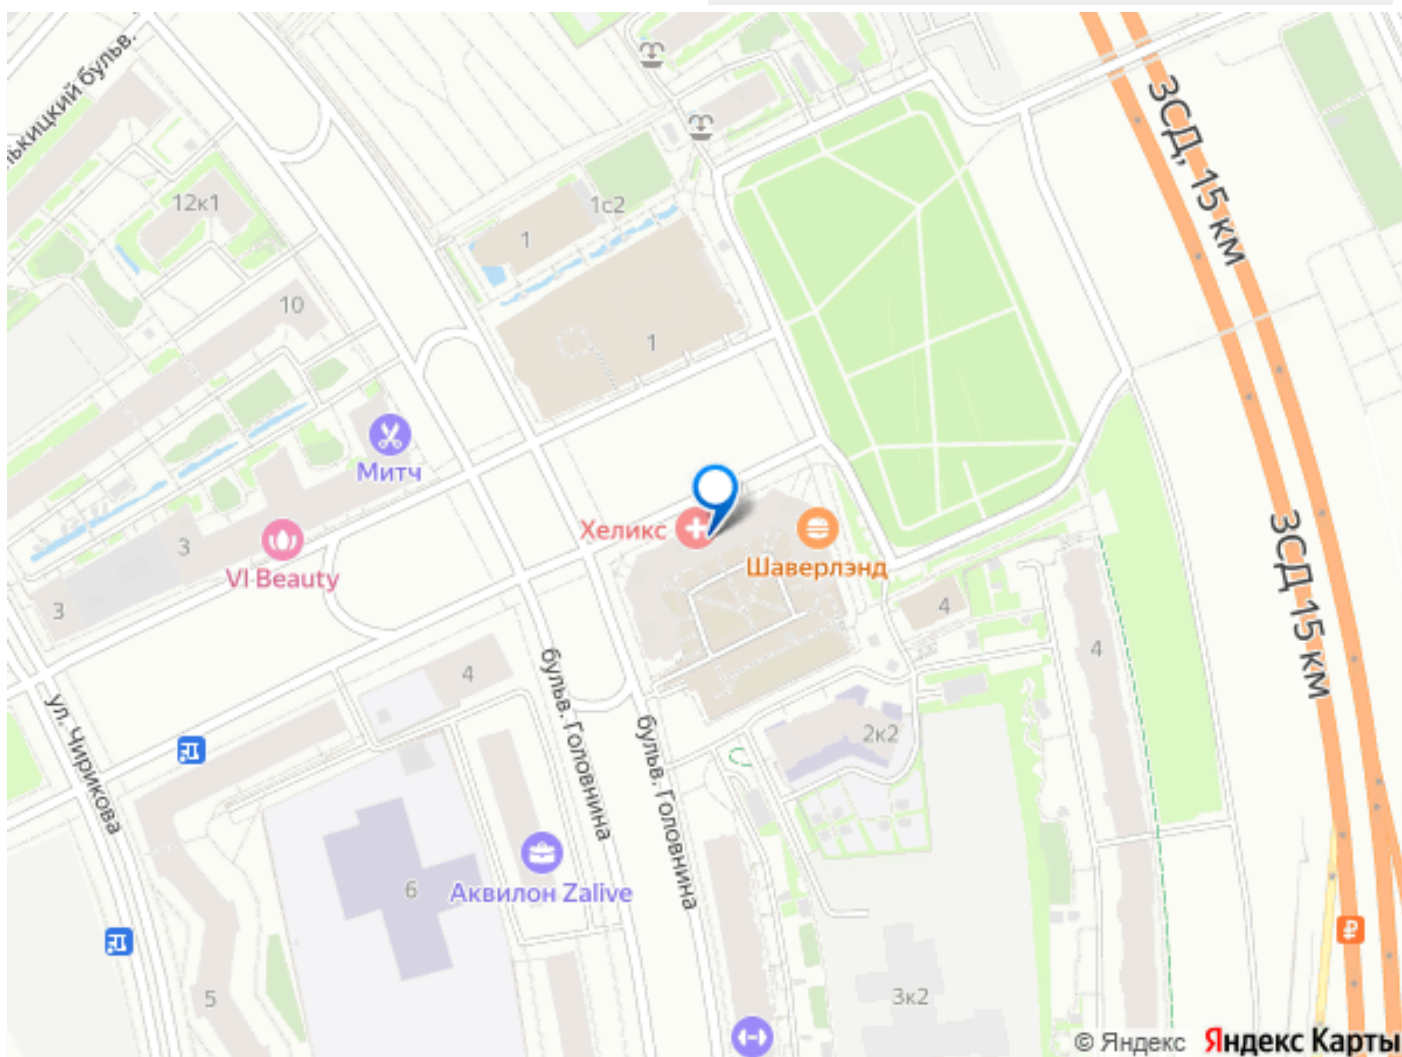 ькицкий бульв.
ЗСД, 15 км
12к1
1с2
1
10
1
Митч
Хеликс
Шаверлэнд
3
VI Beauty
3
4
ЗСД 15 км
4
4
ул. Чирикова
бульв. Головнина
бульв. Головнина
2к2
Аквилон Zalive
6
5
3к2
© Яндекс Яндекс Карты